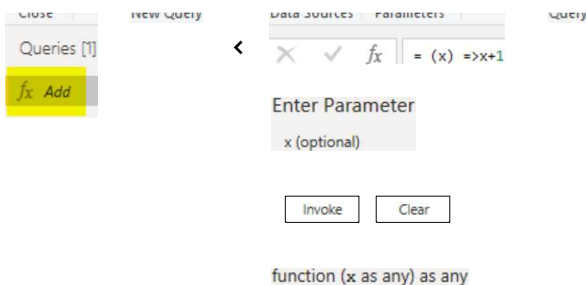 Close New Query Data Sources Parameters Query
Queries [1] < fx = (x) =>x+1
fx Add
Enter Parameter
x (optional)
Invoke Clear
function (x as any) as any